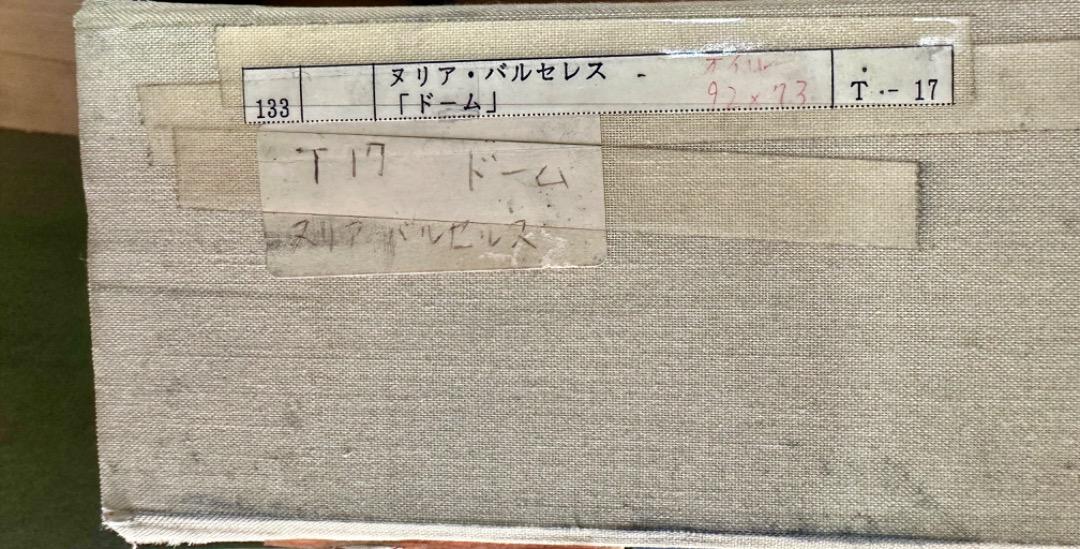 133 ヌリア・バルセレス - オイル
「ドーム」 92×73 T - 17
T17 ドーム
ヌリア バルセルス